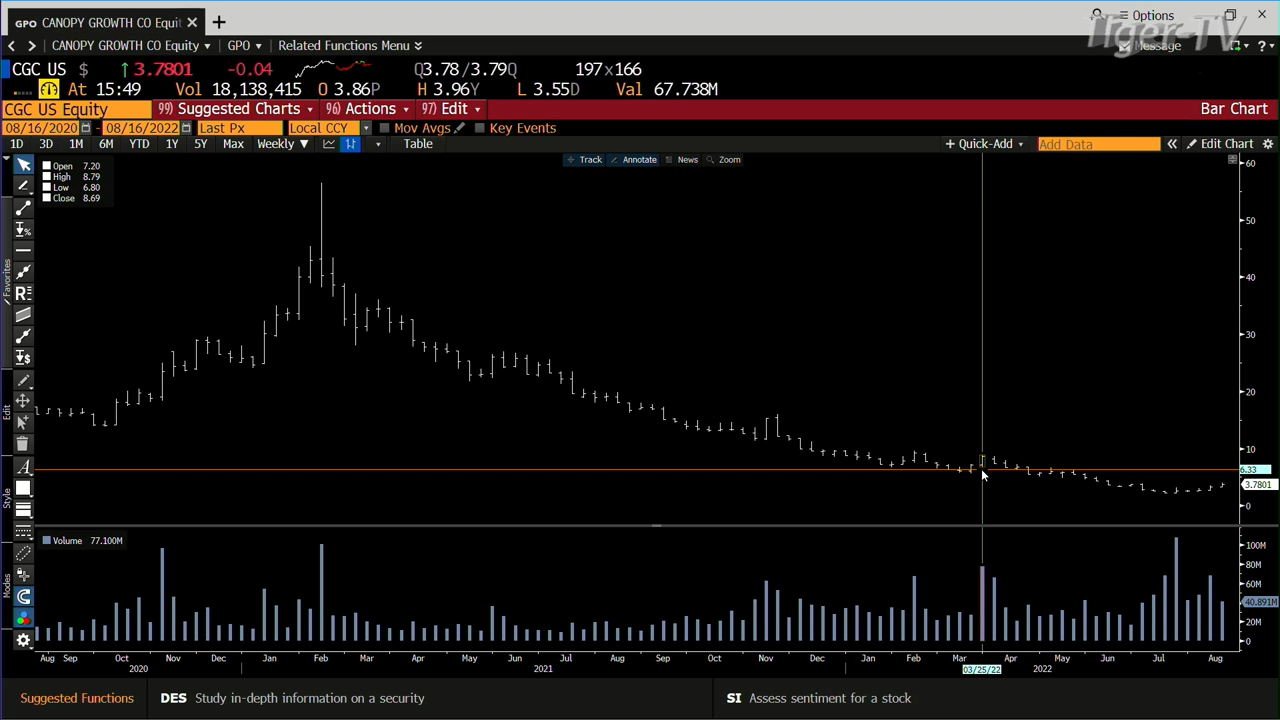 GPO CANOPY GROWTH CO Equit × +
Options
Tiger-TV
< > CANOPY GROWTH CO Equity ▾ GPO ▾ Related Functions Menu
Message ?
CGC US $ ↑ 3.7801 -0.04 Q3.78/3.79Q 197x166
At 15:49 Vol 18,138,415 O 3.86P H 3.96Y L 3.55D Val 67.738M
CGC US Equity 99) Suggested Charts 96) Actions 97) Edit Bar Chart
08/16/2020 - 08/16/2022 Last Px Local CCY Mov Avgs Key Events
1D 3D 1M 6M YTD 1Y 5Y Max Weekly ▼ Table + Quick-Add Add Data « Edit Chart
Track Annotate News Zoom
Open 7.20
High 8.79
Low 6.80
Close 8.69
60
50
40
30
20
10
6.33
3.7801
0
Favorites
Edit
Style
Modes
Volume 77.100M
100M
80M
60M
40.891M
20M
0
Aug Sep Oct Nov Dec Jan Feb Mar Apr May Jun Jul Aug Sep Oct Nov Dec Jan Feb Mar Apr May Jun Jul Aug
2020 2021 03/25/22 2022
Suggested Functions DES Study in-depth information on a security SI Assess sentiment for a stock